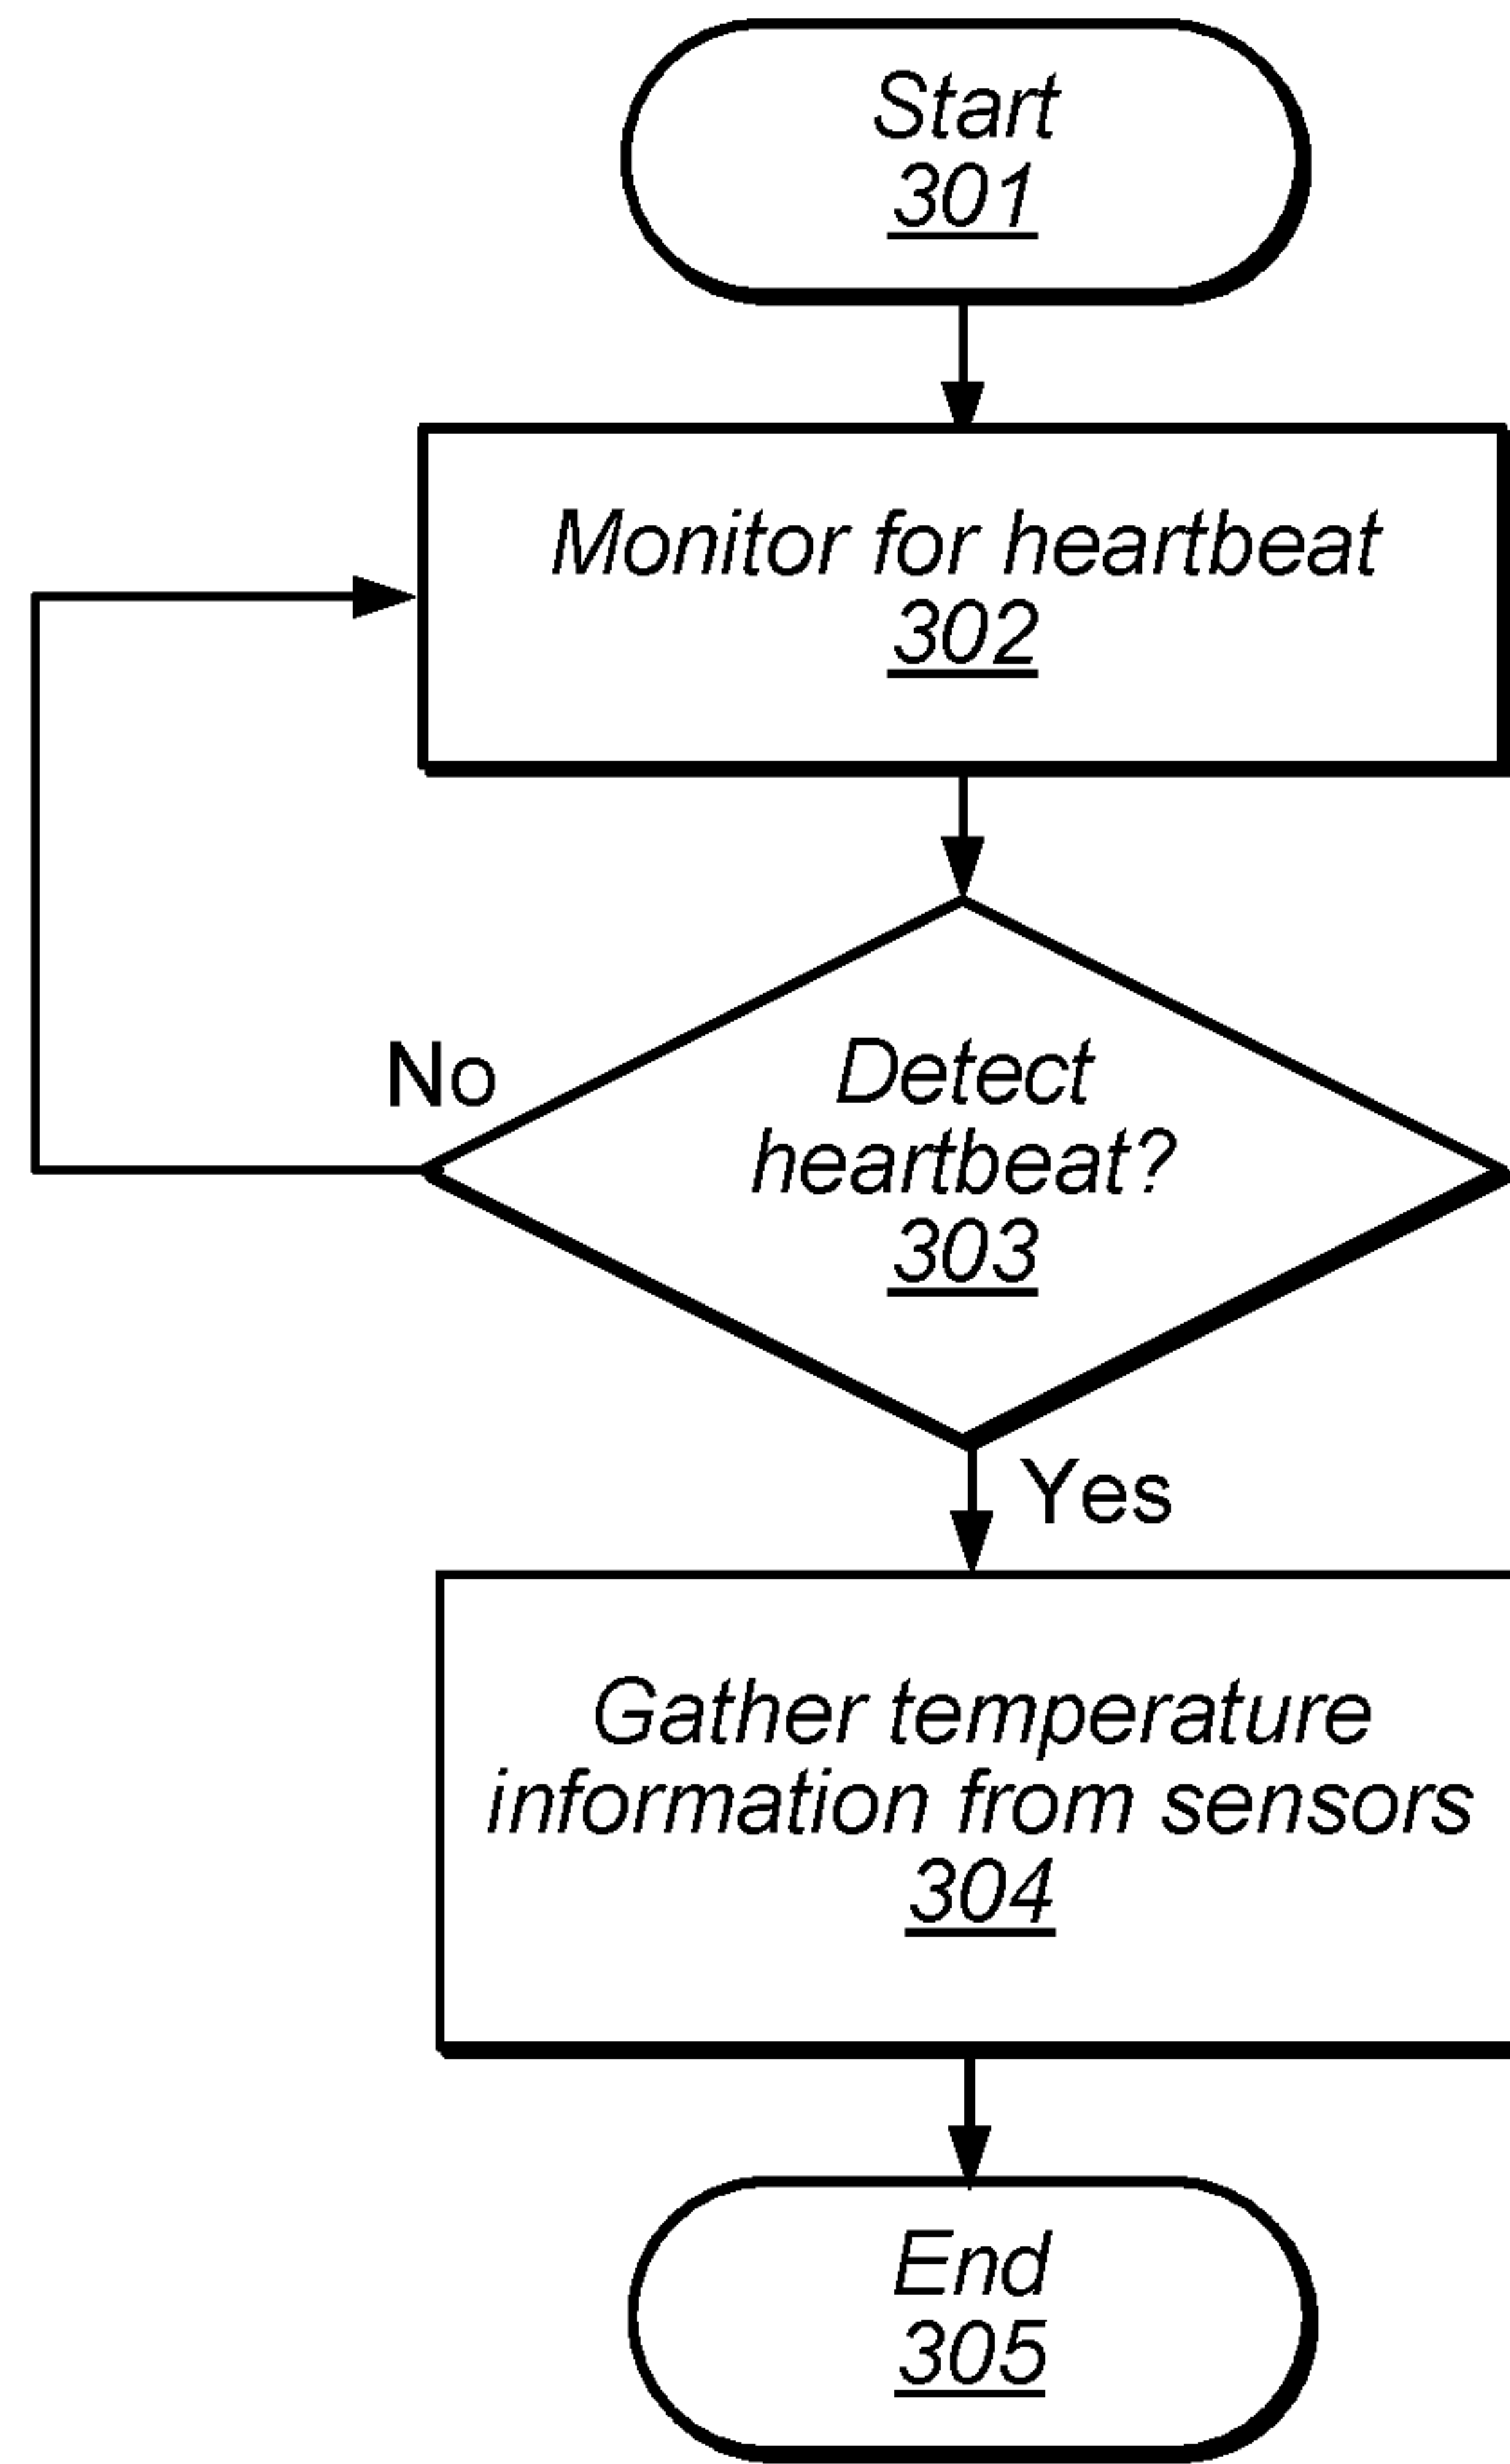 Start
301
Monitor for heartbeat
302
No
Detect
heartbeat?
303
Yes
Gather temperature
information from sensors
304
End
305